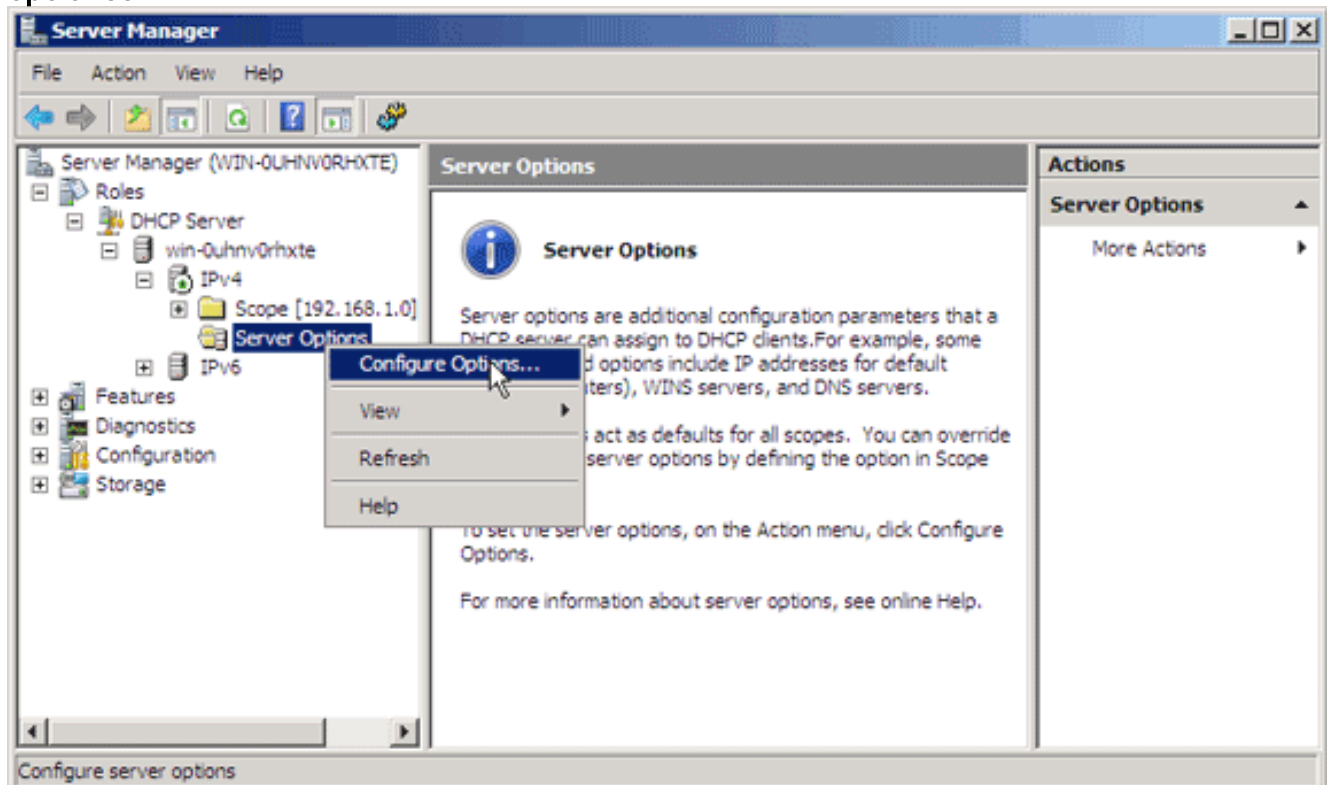 Server Manager
File Action View Help
Server Manager (WIN-0UHNV0RHXTE)
Roles
DHCP Server
win-0uhnv0rhxte
IPv4
Scope [192.168.1.0]
Server Options
IPv6
Features
Diagnostics
Configuration
Storage
Configure Options...
View
Refresh
Help
Server Options
Server Options
Server options are additional configuration parameters that a
DHCP server can assign to DHCP clients.For example, some
options include IP addresses for default
WINS servers, and DNS servers.
act as defaults for all scopes. You can override
server options by defining the option in Scope
To set the server options, on the Action menu, click Configure
Options.
For more information about server options, see online Help.
Actions
Server Options
More Actions
Configure server options